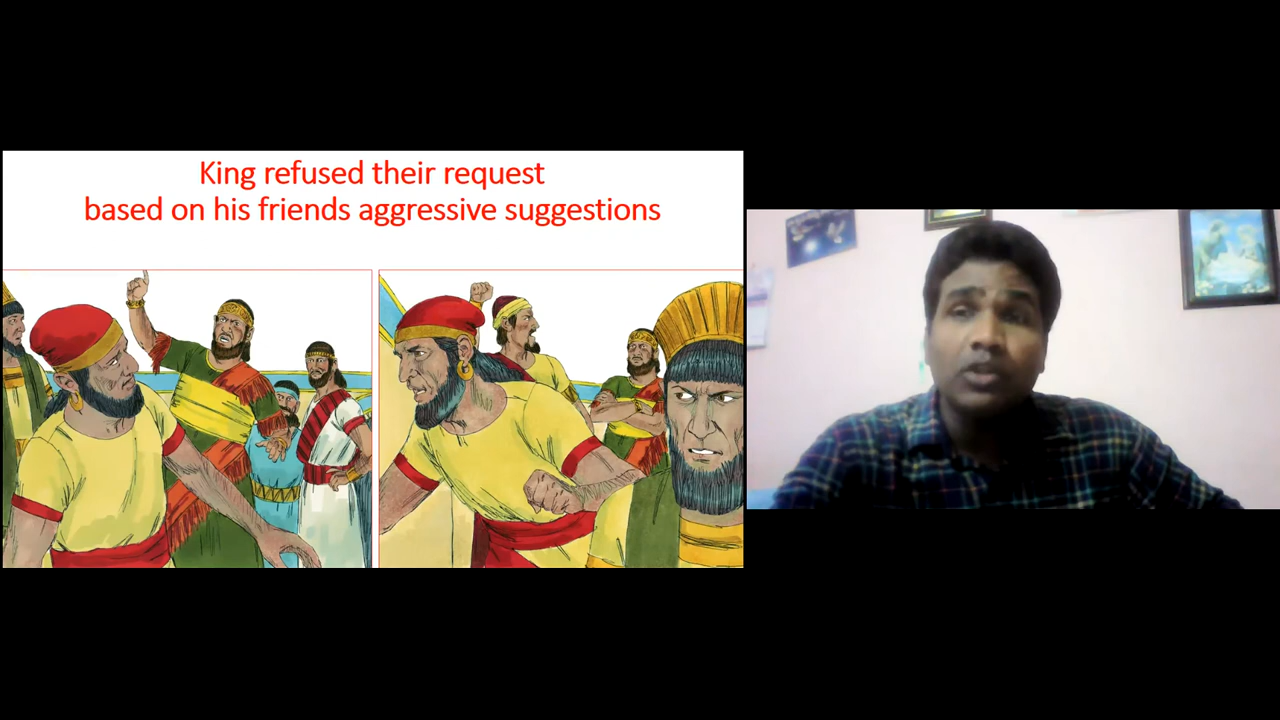 King refused their request
based on his friends aggressive suggestions